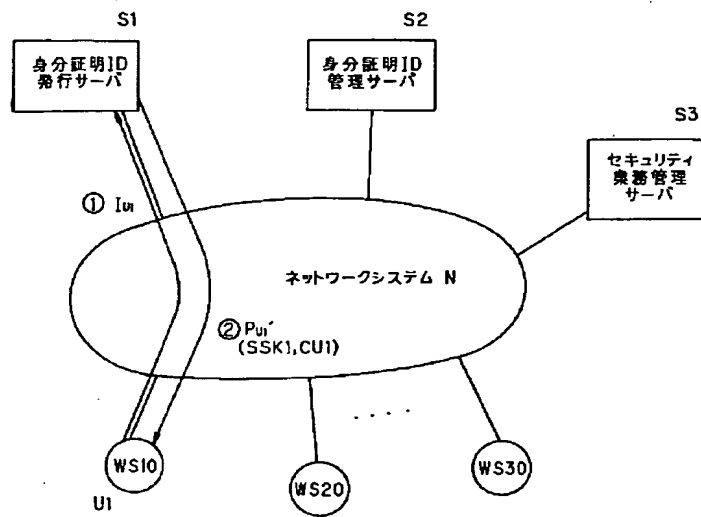 S1
身分証明ID
発行サーバ
S2
身分証明ID
管理サーバ
S3
セキュリティ
業務管理
サーバ
① IU1
ネットワークシステム N
② PU1'
(SSK1,CU1)
....
WS10
U1
WS20
WS30